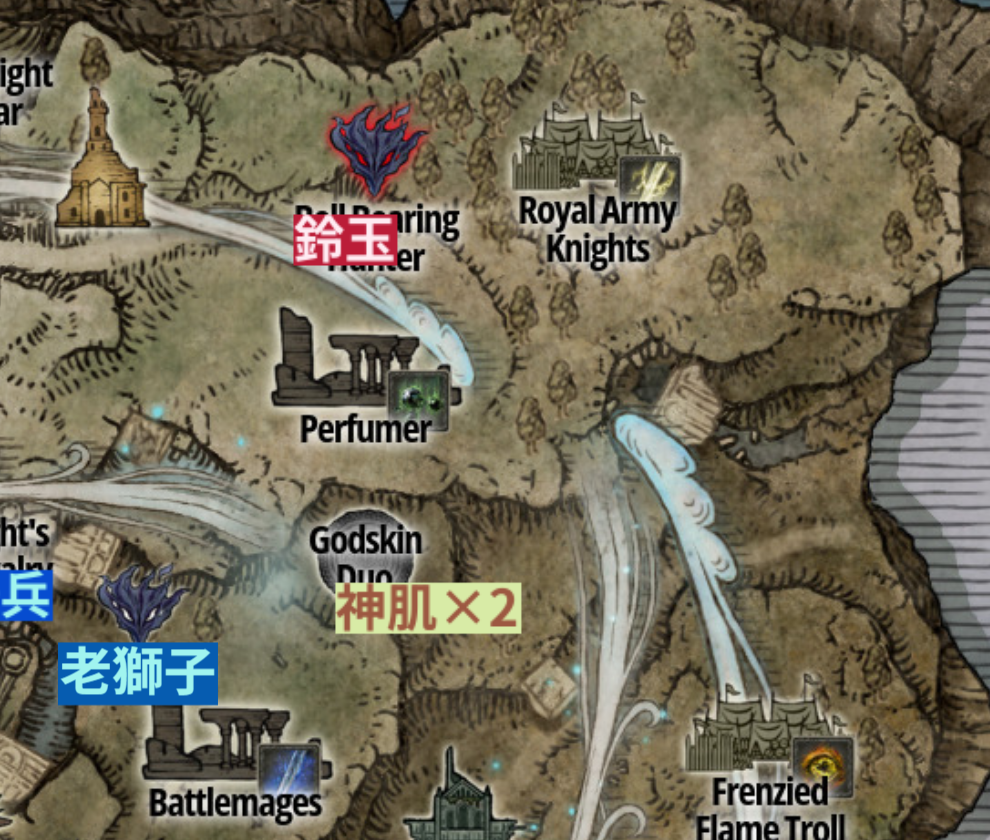 ight
ar
鈴玉
Bell Bearing
Hunter
Royal Army
Knights
Perfumer
Godskin
Duo
神肌×2
ht's
alry
兵
老獅子
Battlemages
Frenzied
Flame Troll